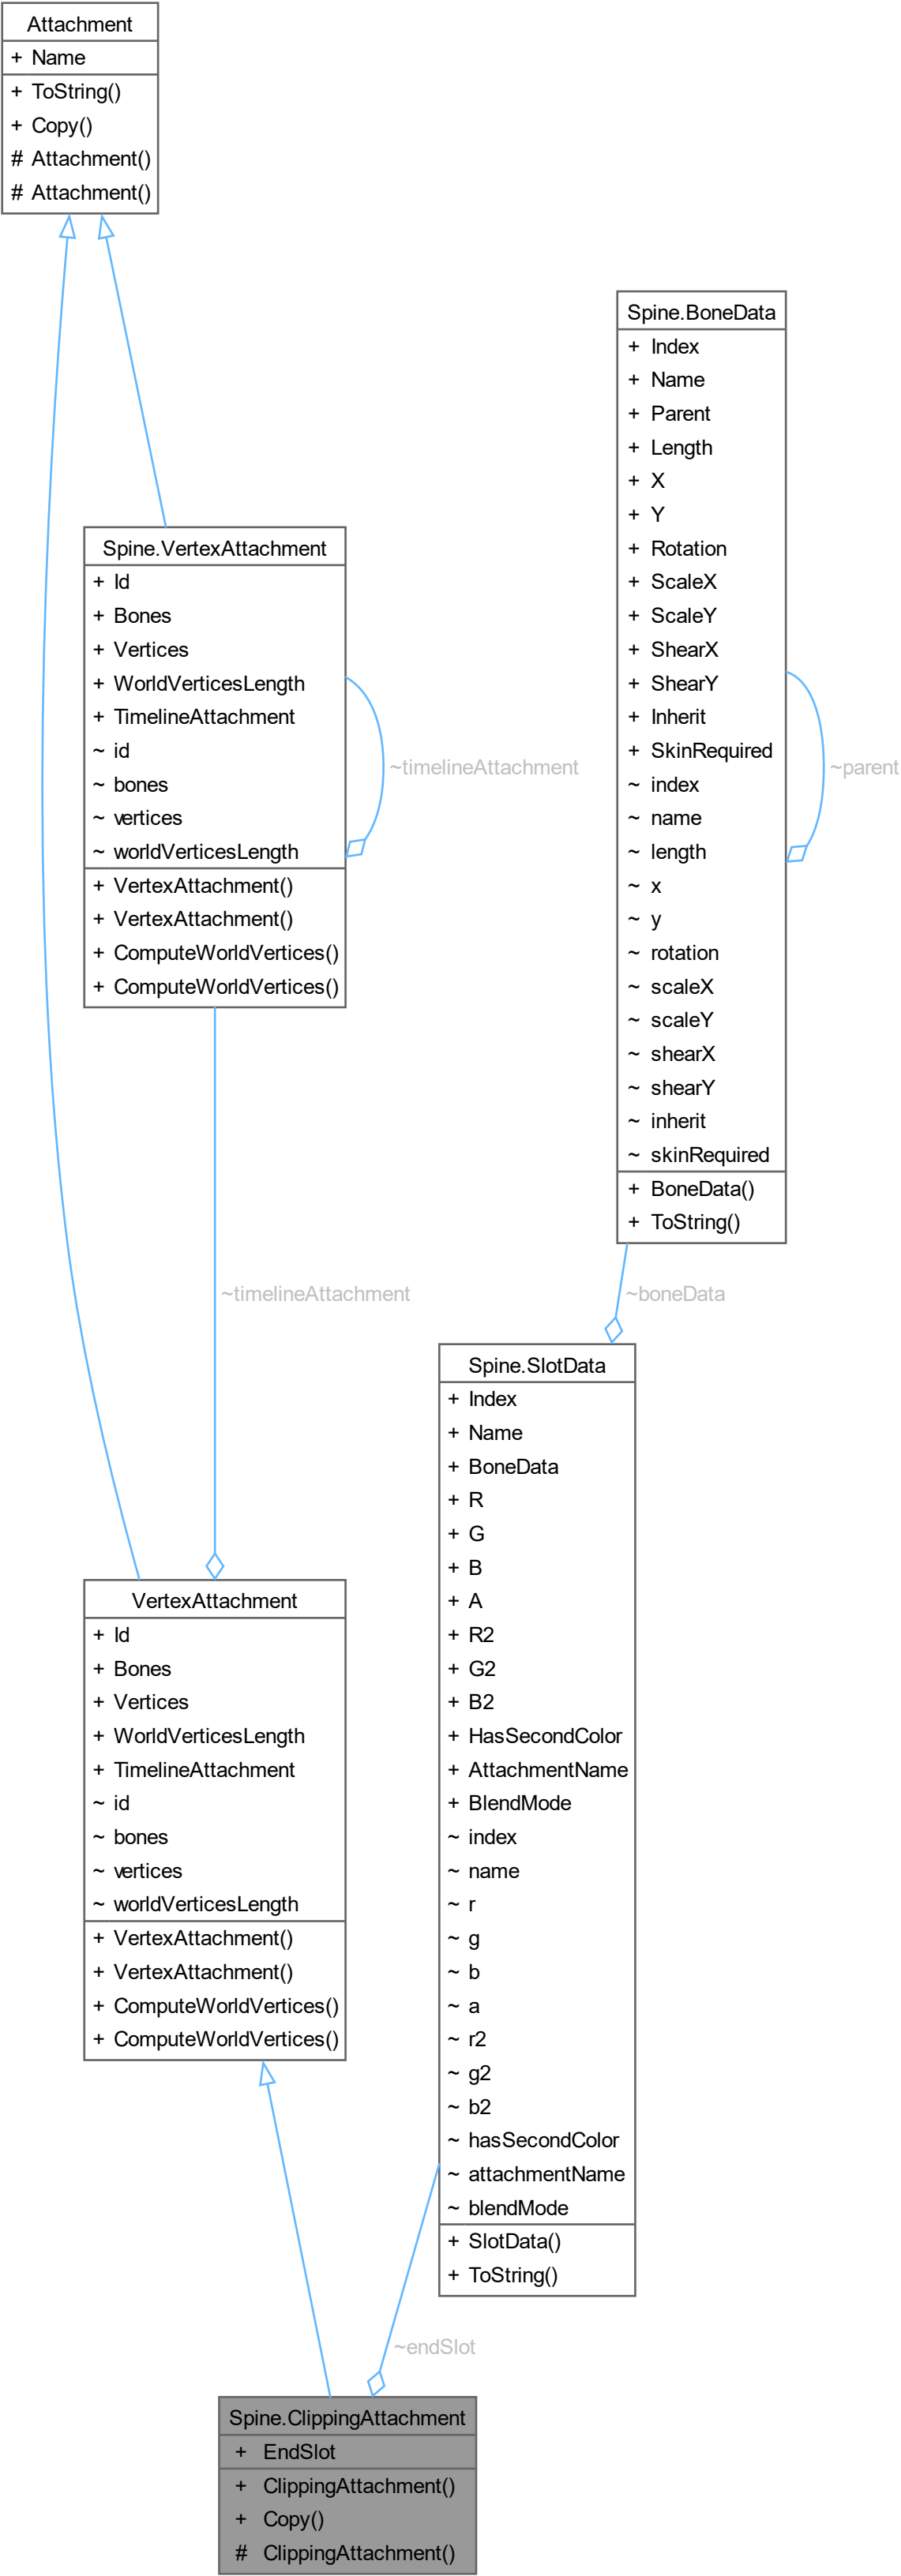 Attachment
+ Name
+ ToString()
+ Copy()
# Attachment()
# Attachment()
Spine.BoneData
+ Index
+ Name
+ Parent
+ Length
+ X
+ Y
+ Rotation
+ ScaleX
+ ScaleY
+ ShearX
+ ShearY
+ Inherit
+ SkinRequired
~ index
~ name
~ length
~ x
~ y
~ rotation
~ scaleX
~ scaleY
~ shearX
~ shearY
~ inherit
~ skinRequired
+ BoneData()
+ ToString()
~parent
Spine.VertexAttachment
+ Id
+ Bones
+ Vertices
+ WorldVerticesLength
+ TimelineAttachment
~ id
~ bones
~ vertices
~ worldVerticesLength
+ VertexAttachment()
+ VertexAttachment()
+ ComputeWorldVertices()
+ ComputeWorldVertices()
~timelineAttachment
~timelineAttachment
~boneData
Spine.SlotData
+ Index
+ Name
+ BoneData
+ R
+ G
+ B
+ A
+ R2
+ G2
+ B2
+ HasSecondColor
+ AttachmentName
+ BlendMode
~ index
~ name
~ r
~ g
~ b
~ a
~ r2
~ g2
~ b2
~ hasSecondColor
~ attachmentName
~ blendMode
+ SlotData()
+ ToString()
VertexAttachment
+ Id
+ Bones
+ Vertices
+ WorldVerticesLength
+ TimelineAttachment
~ id
~ bones
~ vertices
~ worldVerticesLength
+ VertexAttachment()
+ VertexAttachment()
+ ComputeWorldVertices()
+ ComputeWorldVertices()
~endSlot
Spine.ClippingAttachment
+ EndSlot
+ ClippingAttachment()
+ Copy()
# ClippingAttachment()